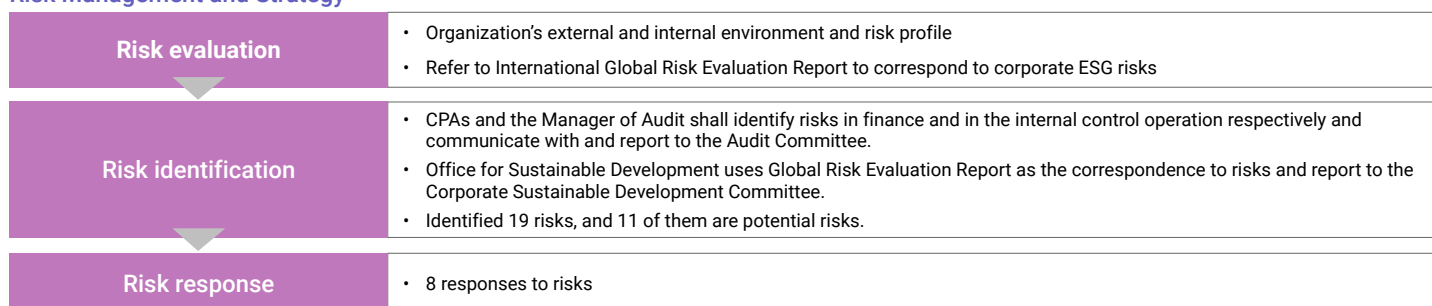 Risk Management and Strategy
Risk evaluation
• Organization's external and internal environment and risk profile
• Refer to International Global Risk Evaluation Report to correspond to corporate ESG risks
Risk identification
• CPAs and the Manager of Audit shall identify risks in finance and in the internal control operation respectively and
communicate with and report to the Audit Committee.
• Office for Sustainable Development uses Global Risk Evaluation Report as the correspondence to risks and report to the
Corporate Sustainable Development Committee.
• Identified 19 risks, and 11 of them are potential risks.
Risk response
• 8 responses to risks